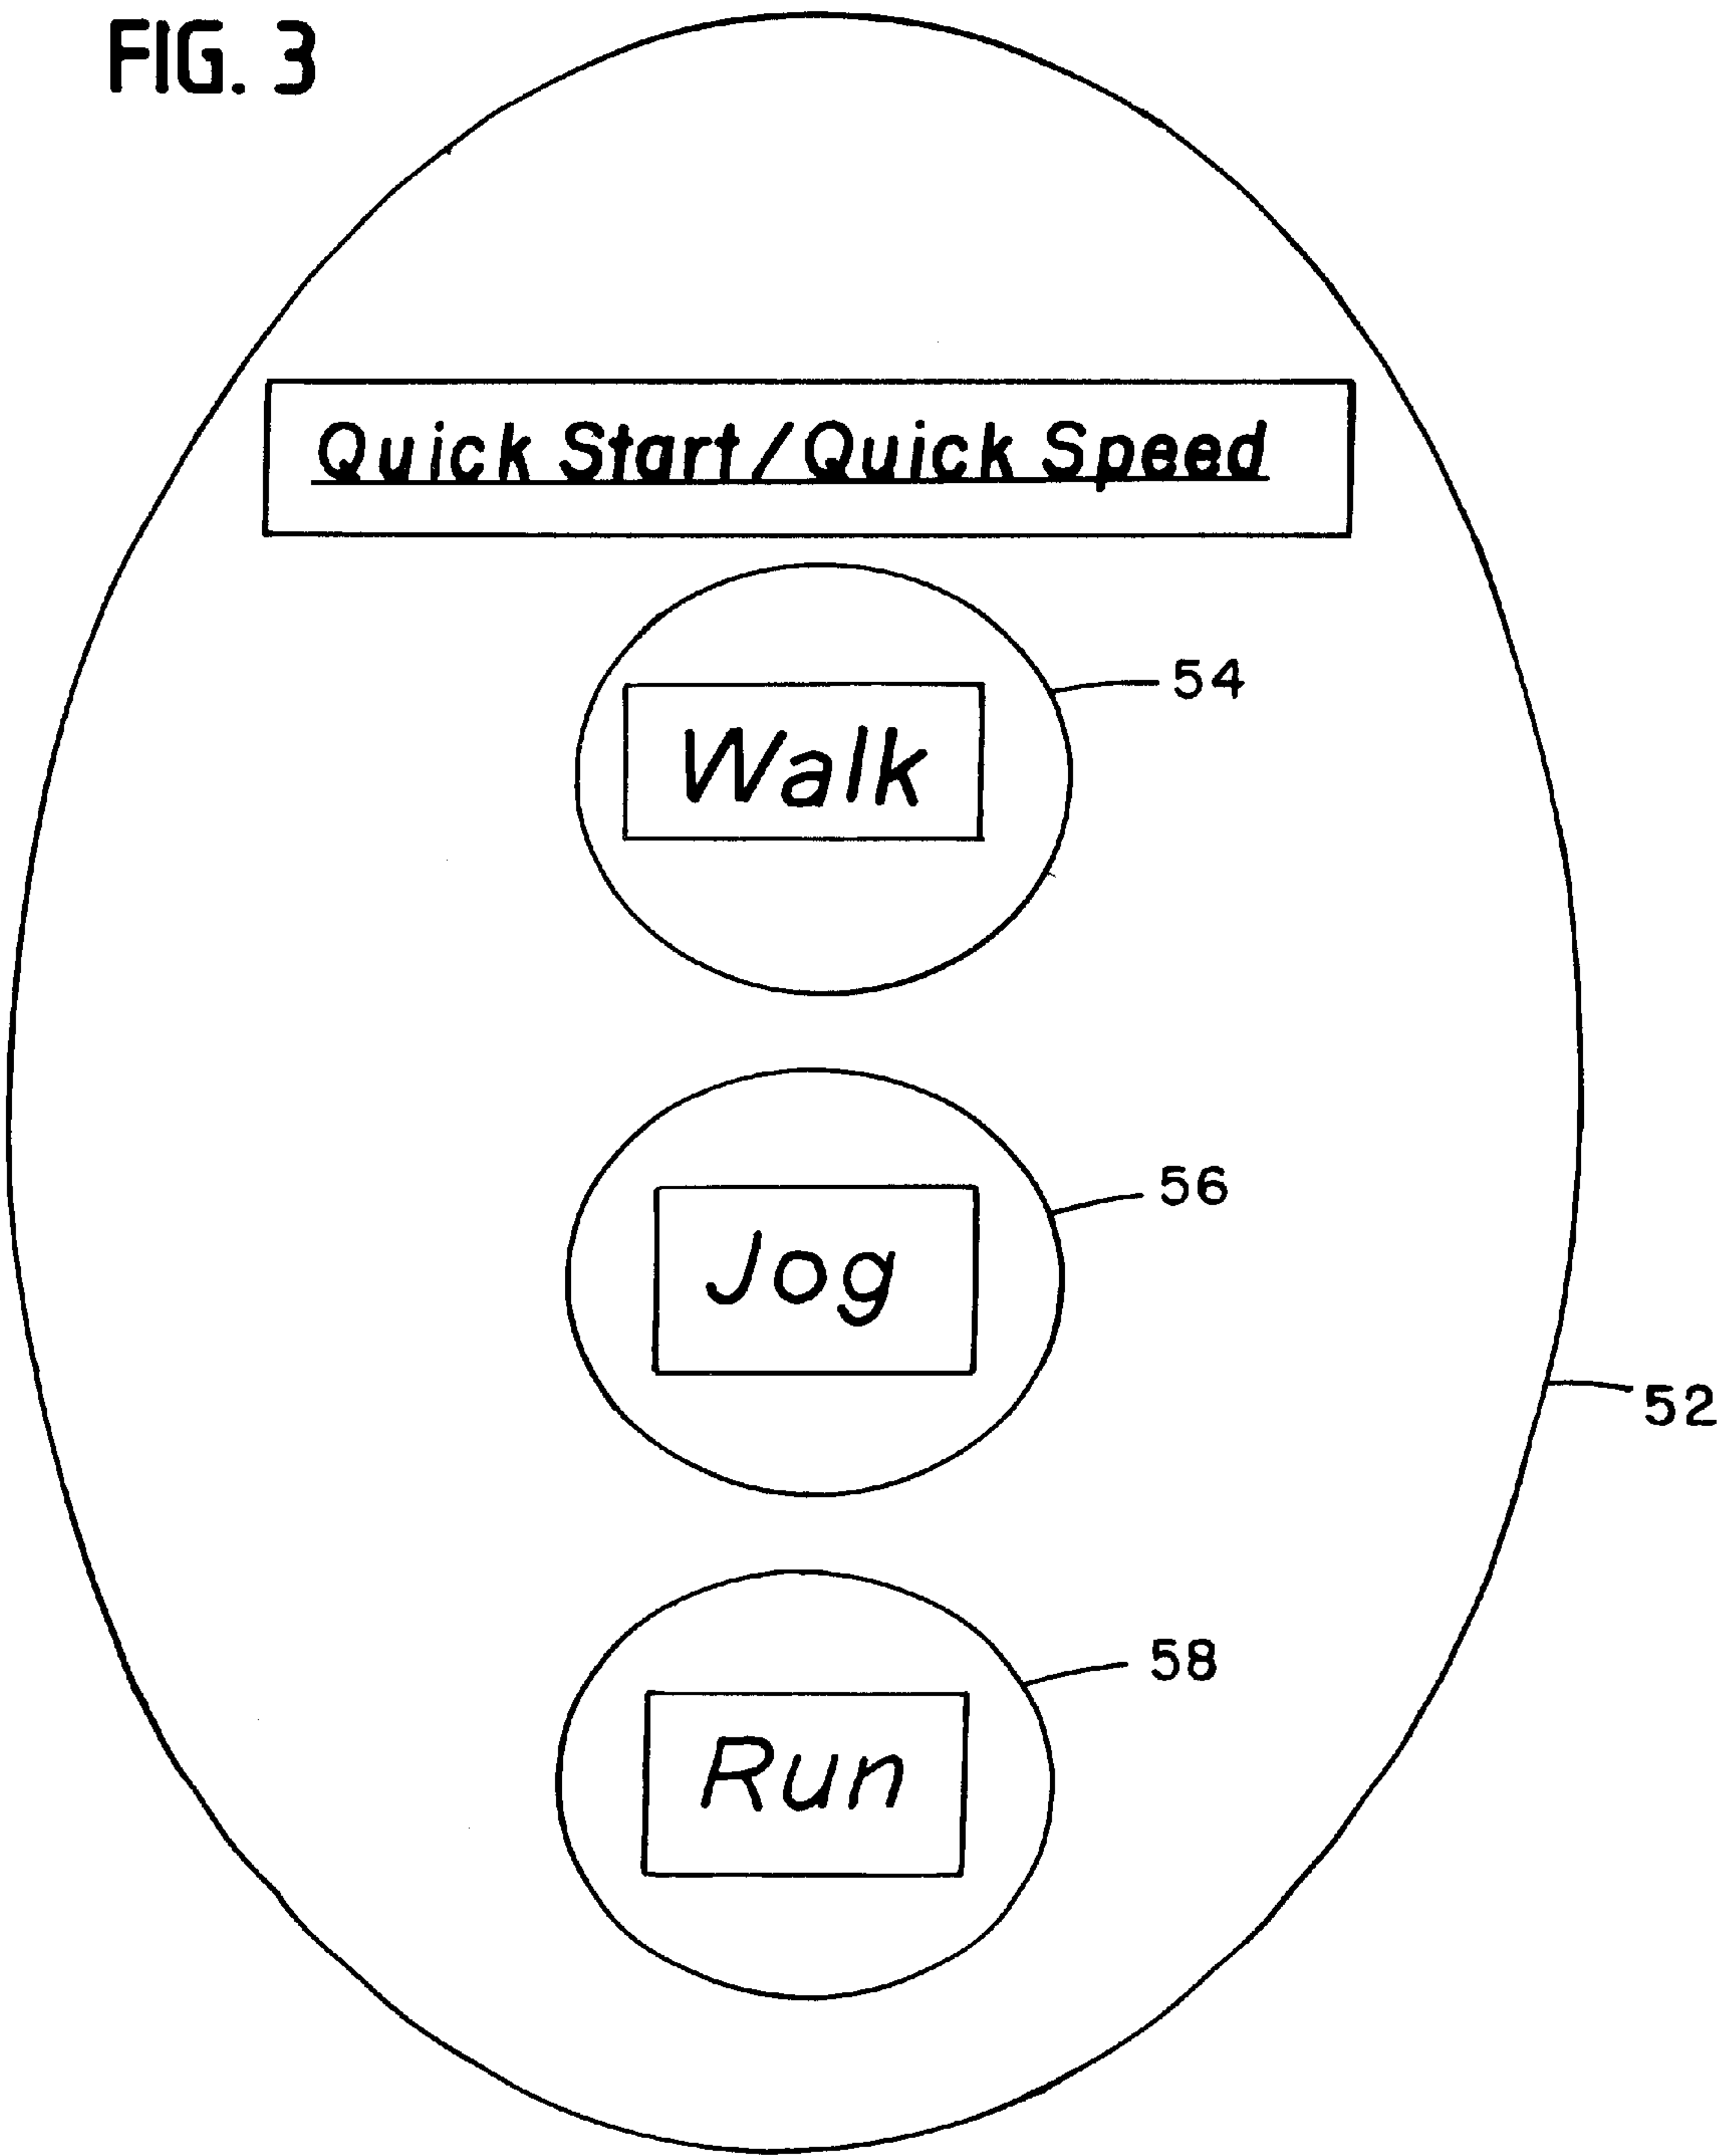 FIG. 3
Quick Start/Quick Speed
54
Walk
56
Jog
52
58
Run